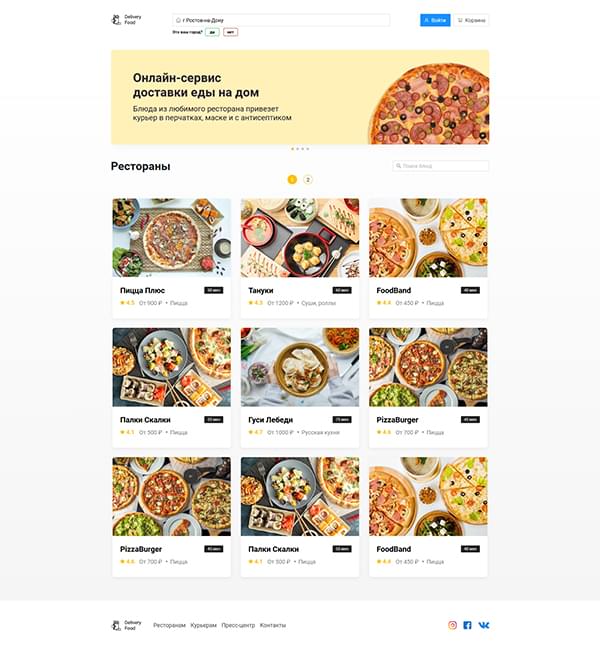 Delivery
Food
г Ростов-на-Дону
Войти
Корзина
Это ваш город?
да
нет
Онлайн-сервис
доставки еды на дом
Блюда из любимого ресторана привезет
курьер в перчатках, маске и с антисептиком
Рестораны
Поиск блюд
1
2
Пицца Плюс
4.5 От 900 ₽ • Пицца
Тануки
60 мин
4.3 От 1200 ₽ • Суши, роллы
FoodBand
40 мин
4.4 От 450 ₽ • Пицца
Палки Скалки
55 мин
4.1 От 500 ₽ • Пицца
Гуси Лебеди
75 мин
4.7 От 1000 ₽ • Русская кухня
PizzaBurger
45 мин
4.6 От 700 ₽ • Пицца
PizzaBurger
45 мин
4.6 От 700 ₽ • Пицца
Палки Скалки
55 мин
4.1 От 500 ₽ • Пицца
FoodBand
40 мин
4.4 От 450 ₽ • Пицца
Delivery
Food
Ресторанам Курьерам Пресс-центр Контакты